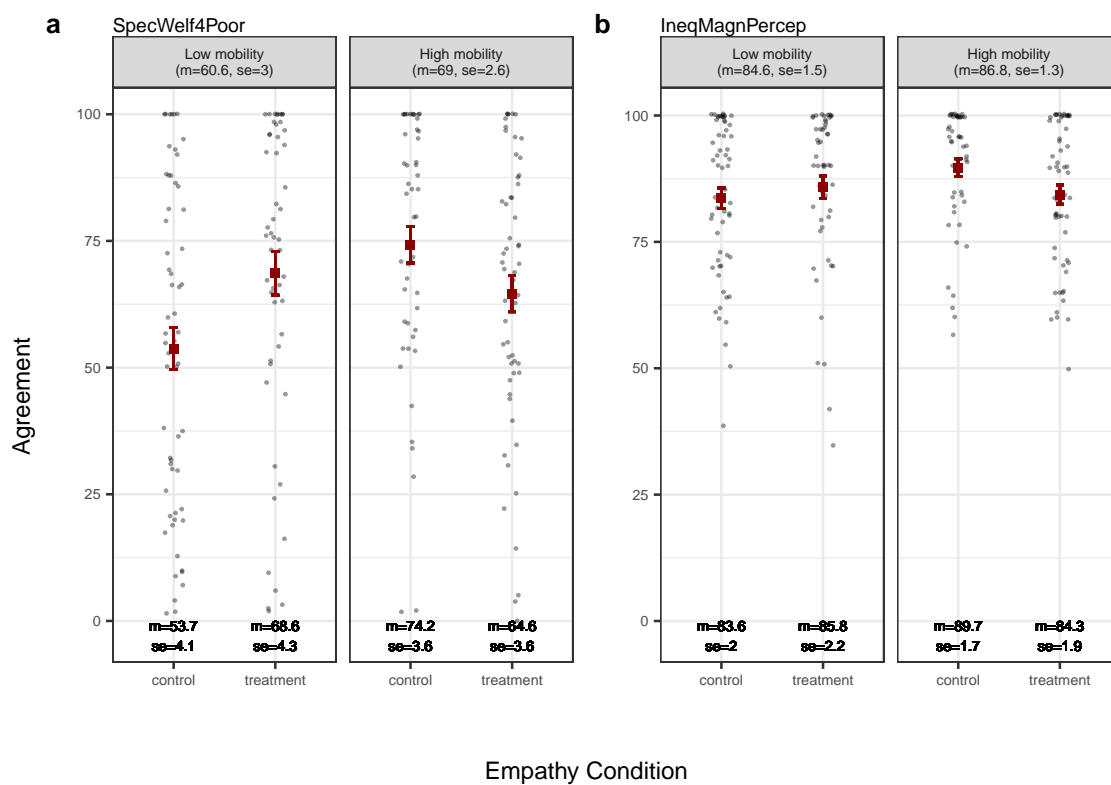 a SpecWelf4Poor
Low mobility
(m=60.6, se=3)
High mobility
(m=69, se=2.6)
100
75
50
25
0
m=53.7
se=4.1
m=68.6
se=4.3
m=74.2
se=3.6
m=64.6
se=3.6
control treatment control treatment
b IneqMagnPercep
Low mobility
(m=84.6, se=1.5)
High mobility
(m=86.8, se=1.3)
100
75
50
25
0
m=83.6
se=2
m=85.8
se=2.2
m=89.7
se=1.7
m=84.3
se=1.9
control treatment control treatment
Agreement
Empathy Condition